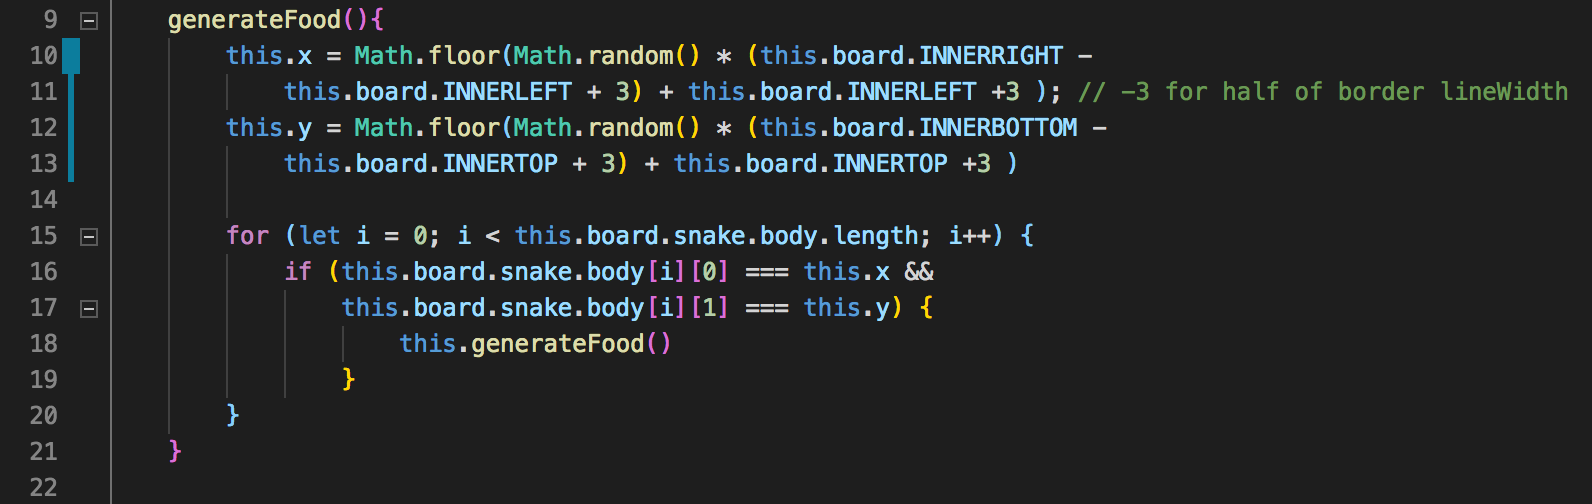 9 generateFood(){
10 this.x = Math.floor(Math.random() * (this.board.INNERRIGHT -
11 this.board.INNERLEFT + 3) + this.board.INNERLEFT +3 ); // -3 for half of border lineWidth
12 this.y = Math.floor(Math.random() * (this.board.INNERBOTTOM -
13 this.board.INNERTOP + 3) + this.board.INNERTOP +3 )
14
15 for (let i = 0; i < this.board.snake.body.length; i++) {
16 if (this.board.snake.body[i][0] === this.x &&
17 this.board.snake.body[i][1] === this.y) {
18 this.generateFood()
19 }
20 }
21 }
22